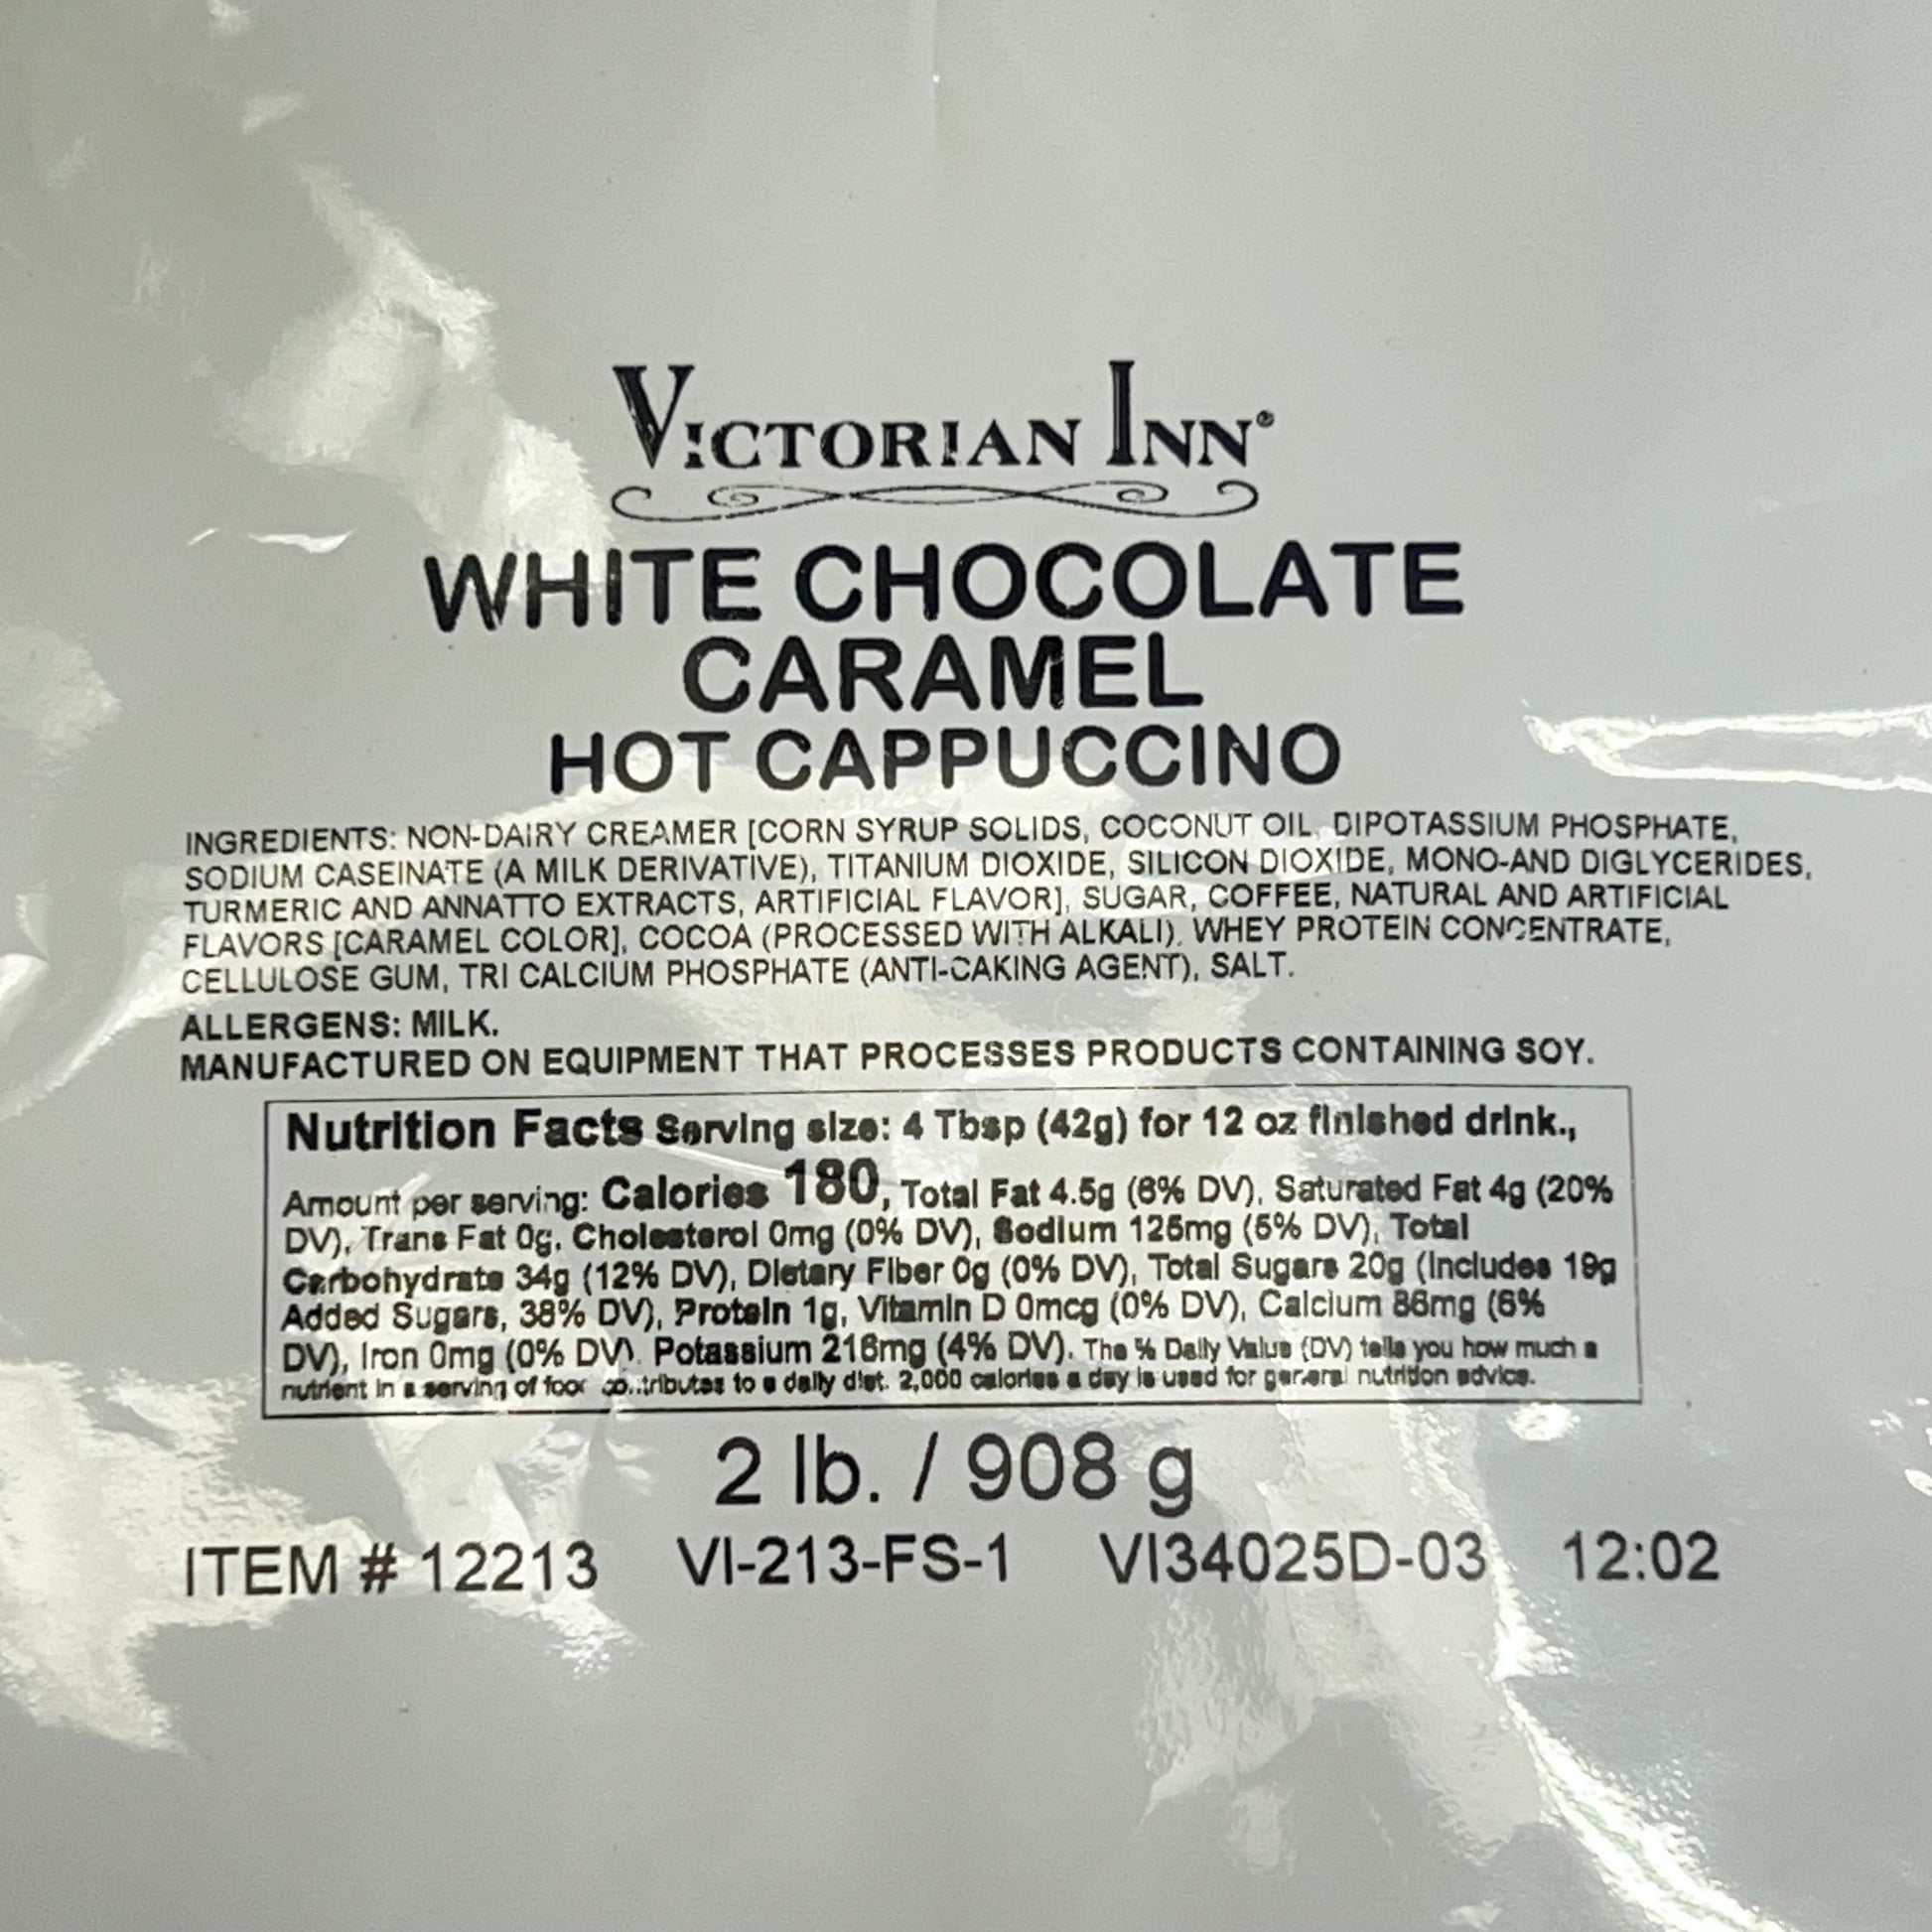 VICTORIAN INN®
WHITE CHOCOLATE
CARAMEL
HOT CAPPUCCINO
INGREDIENTS: NON-DAIRY CREAMER [CORN SYRUP SOLIDS, COCONUT OIL, DIPOTASSIUM PHOSPHATE,
SODIUM CASEINATE (A MILK DERIVATIVE), TITANIUM DIOXIDE, SILICON DIOXIDE, MONO-AND DIGLYCERIDES,
TURMERIC AND ANNATTO EXTRACTS, ARTIFICIAL FLAVOR], SUGAR, COFFEE, NATURAL AND ARTIFICIAL
FLAVORS [CARAMEL COLOR], COCOA (PROCESSED WITH ALKALI), WHEY PROTEIN CONCENTRATE,
CELLULOSE GUM, TRI CALCIUM PHOSPHATE (ANTI-CAKING AGENT), SALT.
ALLERGENS: MILK.
MANUFACTURED ON EQUIPMENT THAT PROCESSES PRODUCTS CONTAINING SOY.
Nutrition Facts Serving size: 4 Tbsp (42g) for 12 oz finished drink.,
Amount per serving: Calories 180, Total Fat 4.5g (6% DV), Saturated Fat 4g (20%
DV), Trans Fat 0g, Cholesterol 0mg (0% DV), Sodium 125mg (5% DV), Total
Carbohydrate 34g (12% DV), Dietary Fiber 0g (0% DV), Total Sugars 20g (Includes 19g
Added Sugars, 38% DV), Protein 1g, Vitamin D 0mcg (0% DV), Calcium 86mg (6%
DV), Iron 0mg (0% DV), Potassium 216mg (4% DV). The % Daily Value (DV) tells you how much a
nutrient in a serving of food contributes to a daily diet. 2,000 calories a day is used for general nutrition advice.
2 lb. / 908 g
ITEM # 12213 VI-213-FS-1 VI34025D-03 12:02